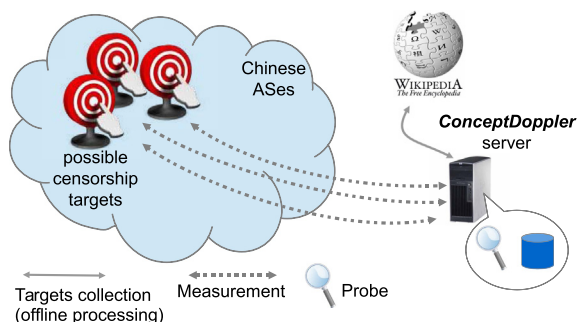 Chinese
ASes
possible
censorship
targets
WIKIPEDIA
The Free Encyclopedia
ConceptDoppler
server
Targets collection
(offline processing)
Measurement
Probe